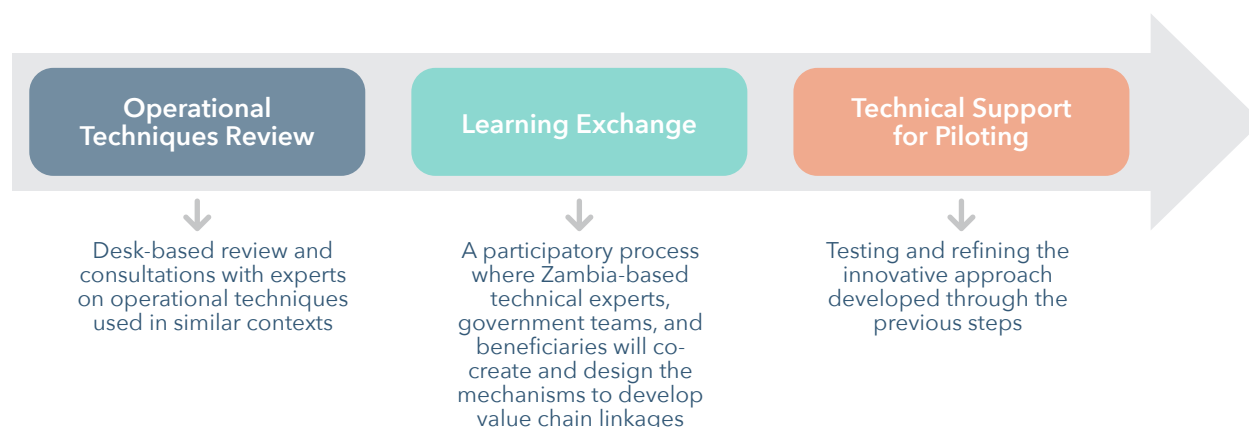 Operational
Techniques Review
Learning Exchange
Technical Support
for Piloting
Desk-based review and
consultations with experts
on operational techniques
used in similar contexts
A participatory process
where Zambia-based
technical experts,
government teams, and
beneficiaries will co-
create and design the
mechanisms to develop
value chain linkages
Testing and refining the
innovative approach
developed through the
previous steps